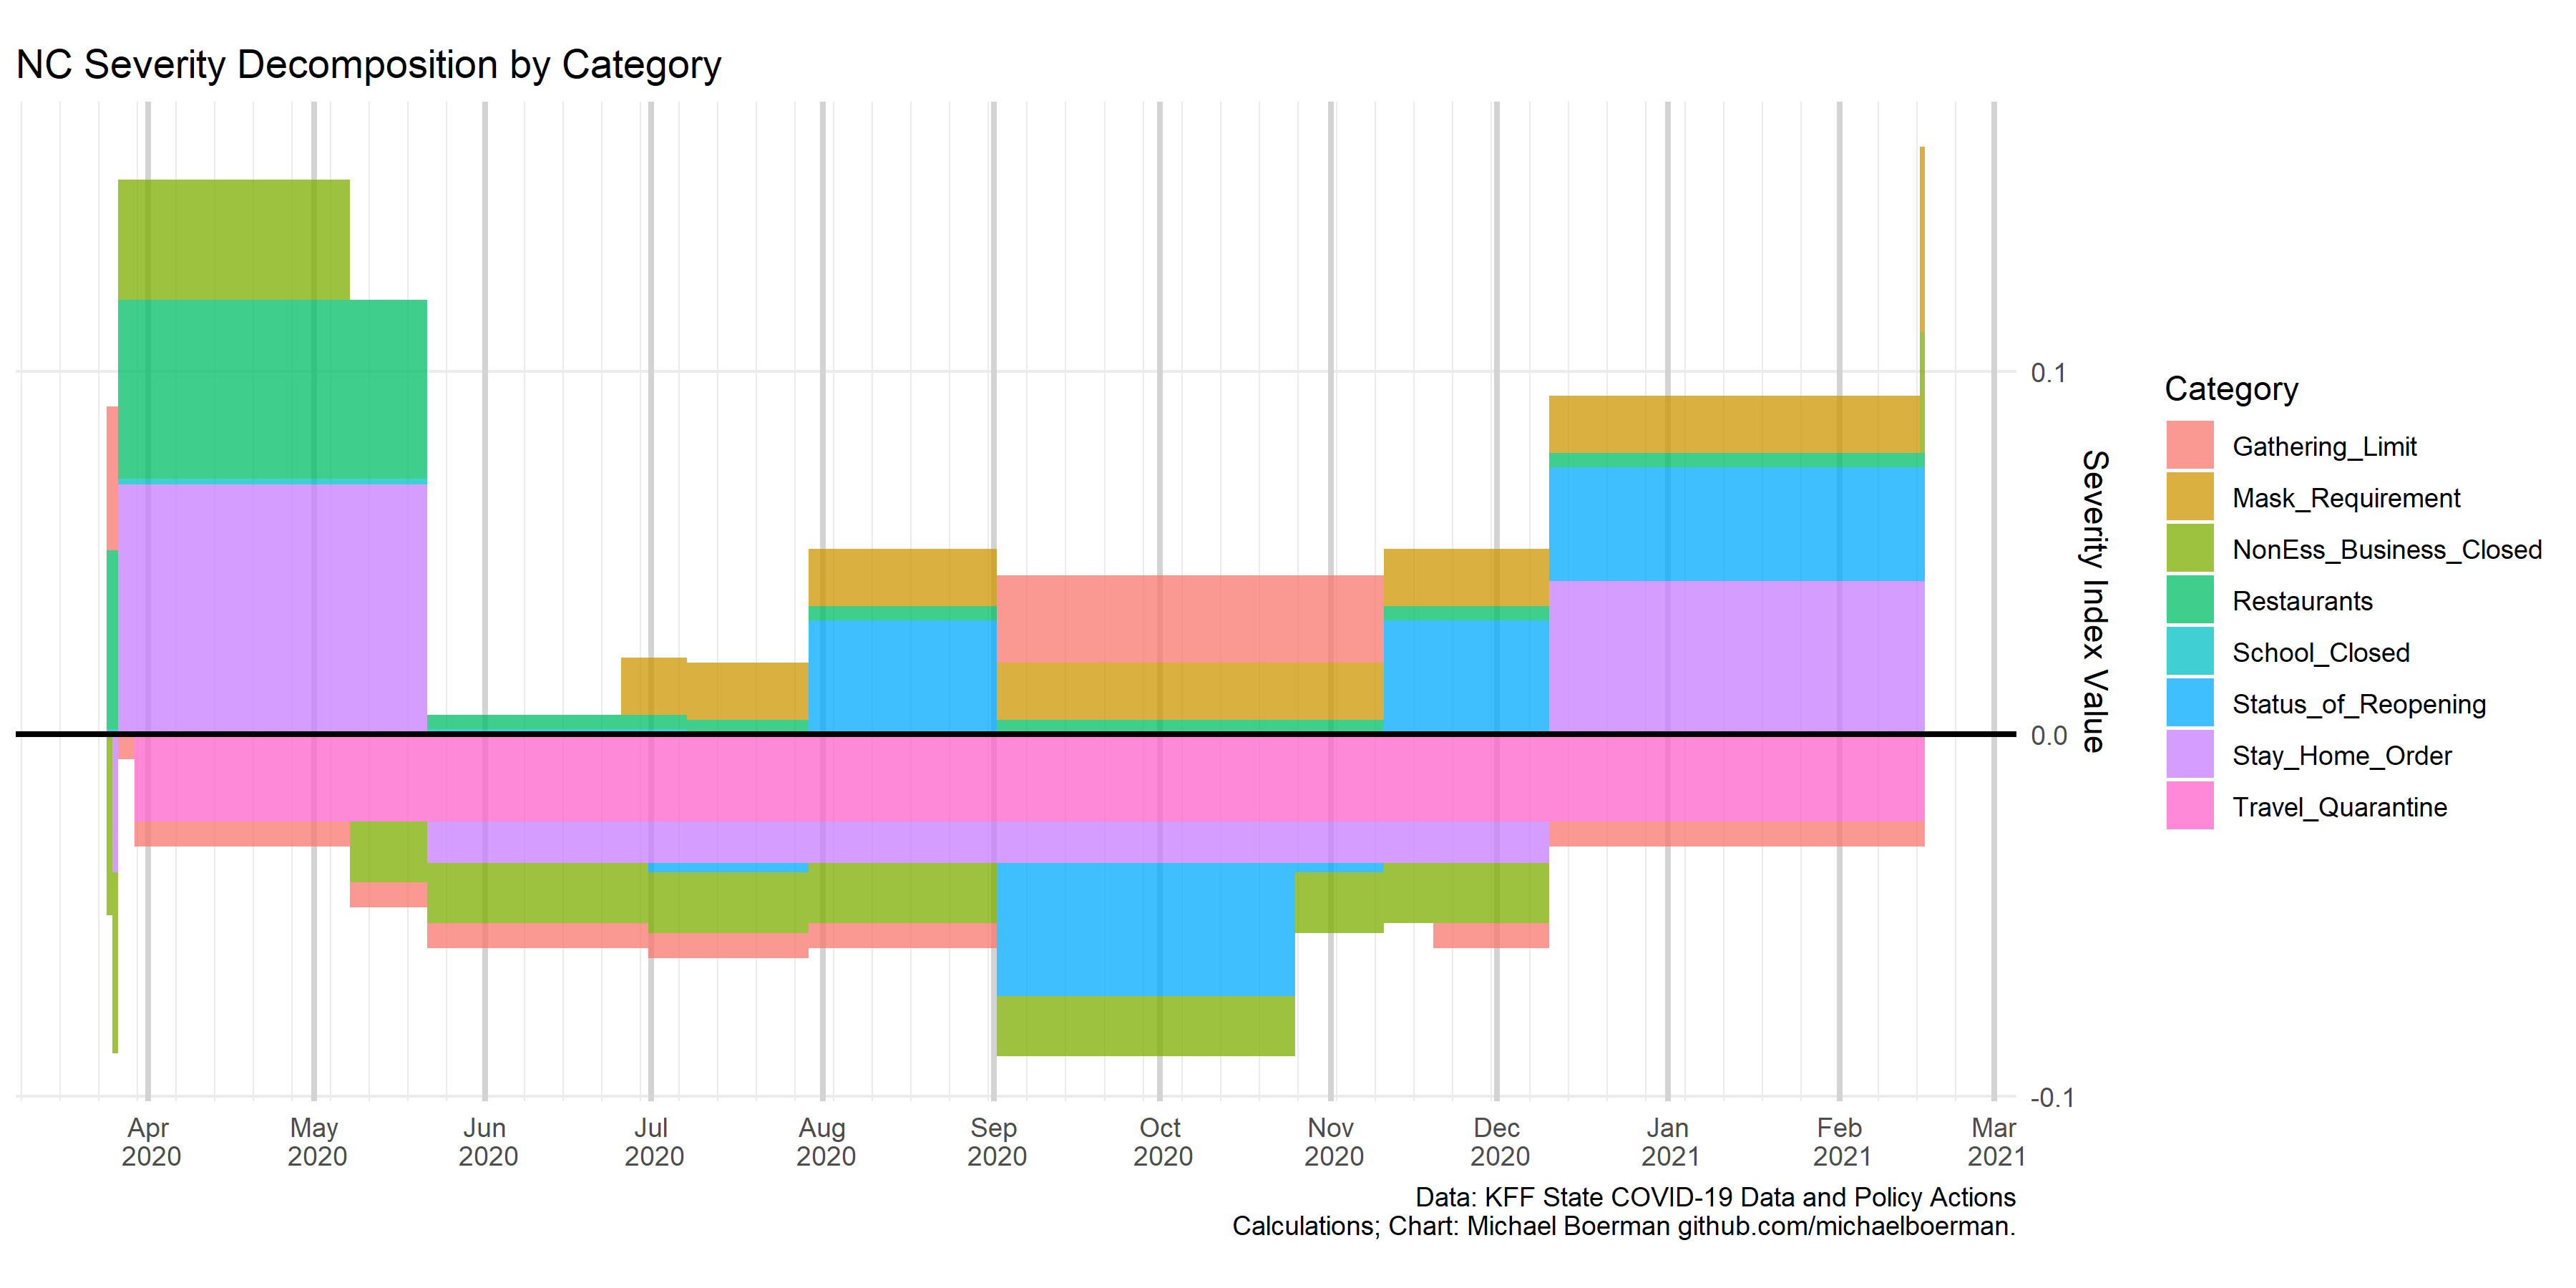 NC Severity Decomposition by Category
0.1
0.0
-0.1
Severity Index Value
Apr 2020
May 2020
Jun 2020
Jul 2020
Aug 2020
Sep 2020
Oct 2020
Nov 2020
Dec 2020
Jan 2021
Feb 2021
Mar 2021
Category
Gathering_Limit
Mask_Requirement
NonEss_Business_Closed
Restaurants
School_Closed
Status_of_Reopening
Stay_Home_Order
Travel_Quarantine
Data: KFF State COVID-19 Data and Policy Actions
Calculations; Chart: Michael Boerman github.com/michaelboerman.